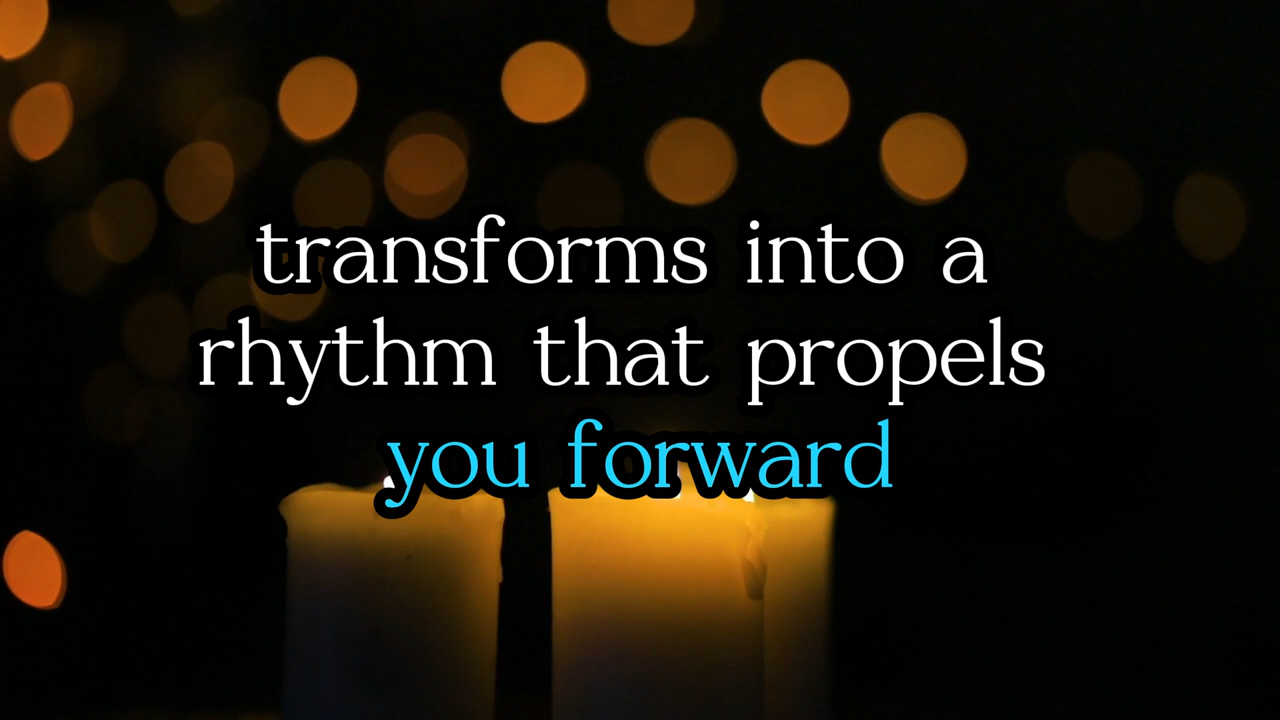 transforms into a
rhythm that propels
you forward